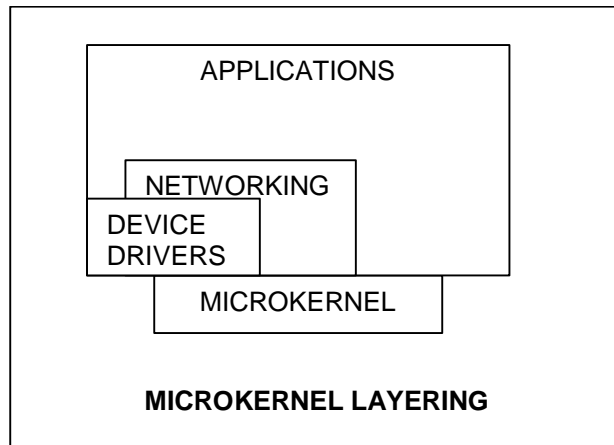 APPLICATIONS
NETWORKING
DEVICE
DRIVERS
MICROKERNEL
MICROKERNEL LAYERING